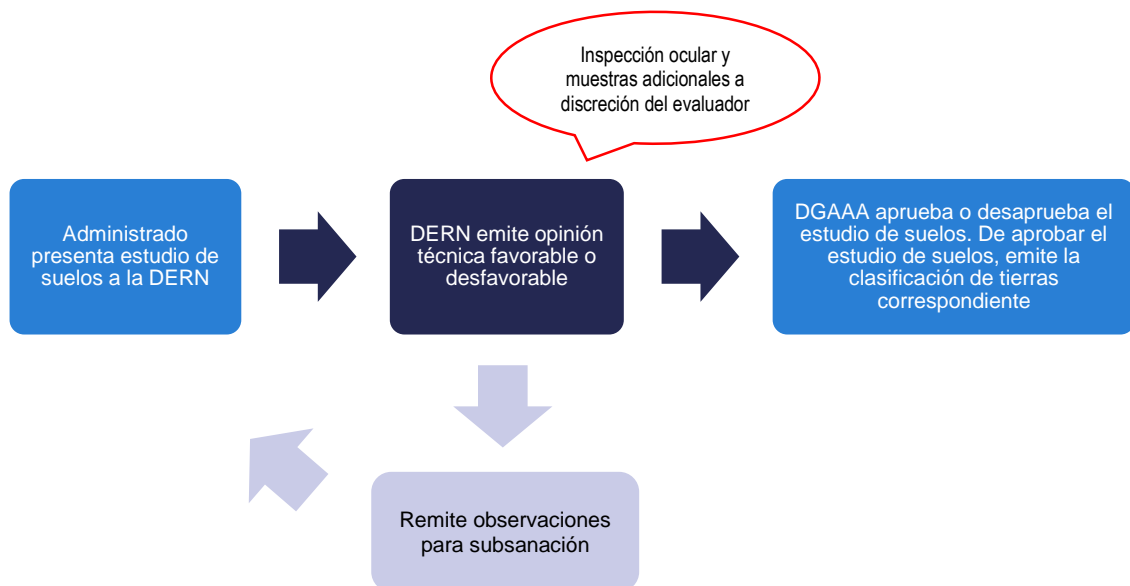 Inspección ocular y
muestras adicionales a
discreción del evaluador
Administrado
presenta estudio de
suelos a la DERN
DERN emite opinión
técnica favorable o
desfavorable
DGAAA aprueba o desaprueba el
estudio de suelos. De aprobar el
estudio de suelos, emite la
clasificación de tierras
correspondiente
Remite observaciones
para subsanación